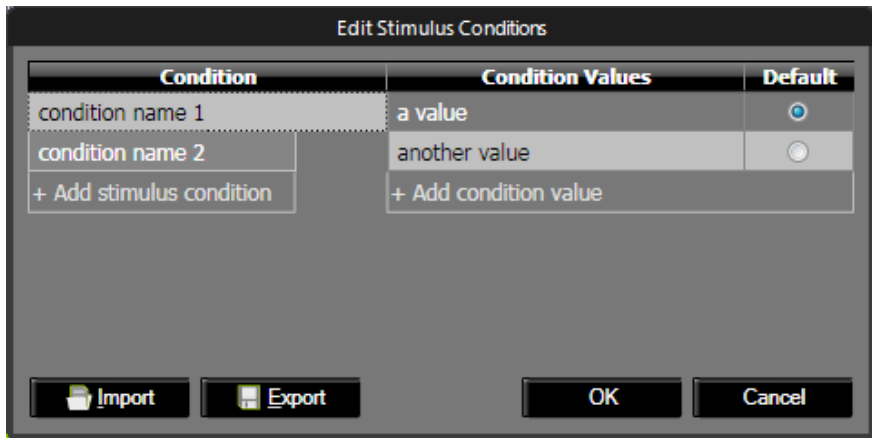 Edit Stimulus Conditions
Condition Condition Values Default
condition name 1 a value
condition name 2 another value
+ Add stimulus condition + Add condition value
Import Export OK Cancel